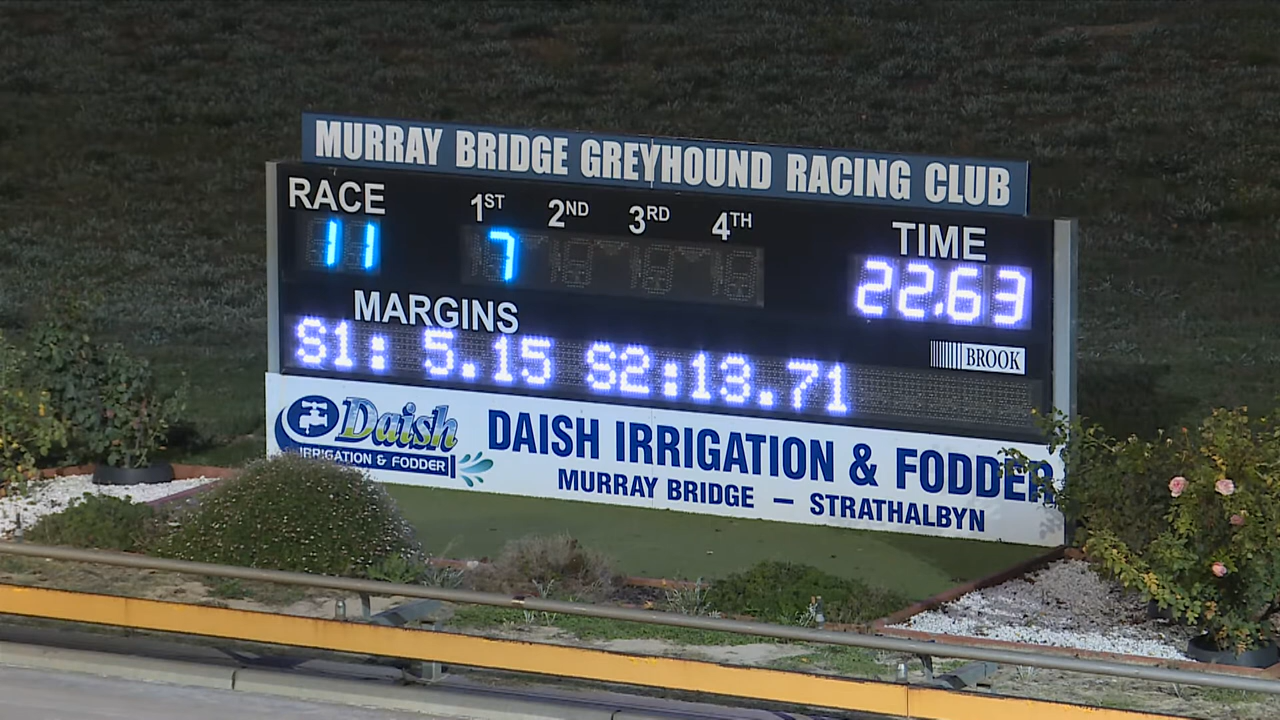 MURRAY BRIDGE GREYHOUND RACING CLUB
RACE 1ST 2ND 3RD 4TH TIME
11 7 22.63
MARGINS
S1: 5.15 S2:13.71
BROOK
Daish
IRRIGATION & FODDER
DAISH IRRIGATION & FODDER
MURRAY BRIDGE — STRATHALBYN